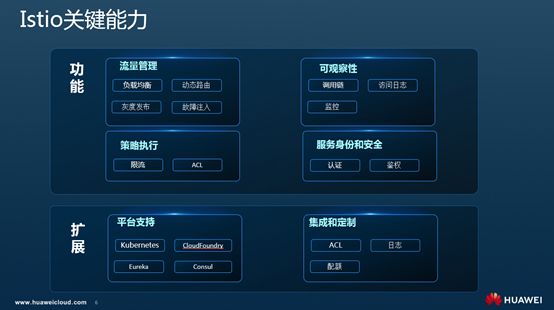 Istio关键能力
功能
流量管理
负载均衡 动态路由
灰度发布 故障注入
可观察性
调用链 访问日志
监控
策略执行
限流 ACL
服务身份和安全
认证 鉴权
扩展
平台支持
Kubernetes CloudFoundry
Eureka Consul
集成和定制
ACL 日志
配额
www.huaweicloud.com 6
HUAWEI